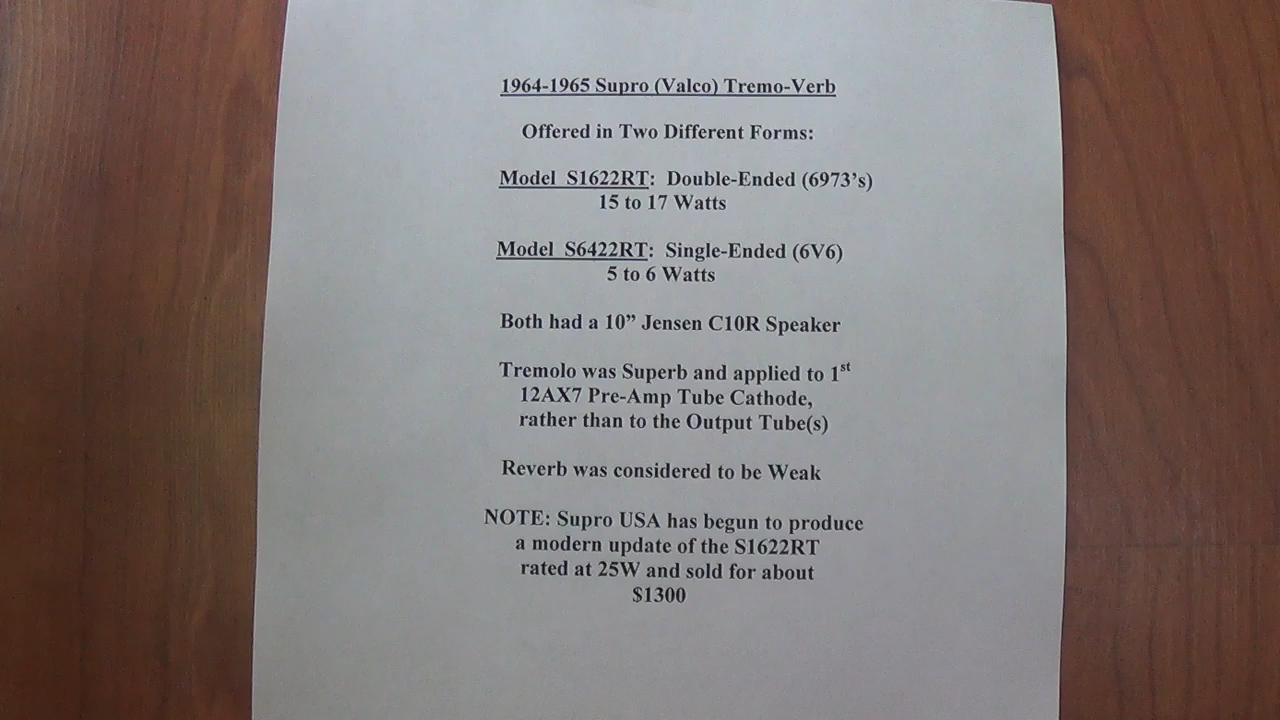 1964-1965 Supro (Valco) Tremo-Verb
Offered in Two Different Forms:
Model S1622RT: Double-Ended (6973’s)
15 to 17 Watts
Model S6422RT: Single-Ended (6V6)
5 to 6 Watts
Both had a 10” Jensen C10R Speaker
Tremolo was Superb and applied to 1st
12AX7 Pre-Amp Tube Cathode,
rather than to the Output Tube(s)
Reverb was considered to be Weak
NOTE: Supro USA has begun to produce
a modern update of the S1622RT
rated at 25W and sold for about
$1300